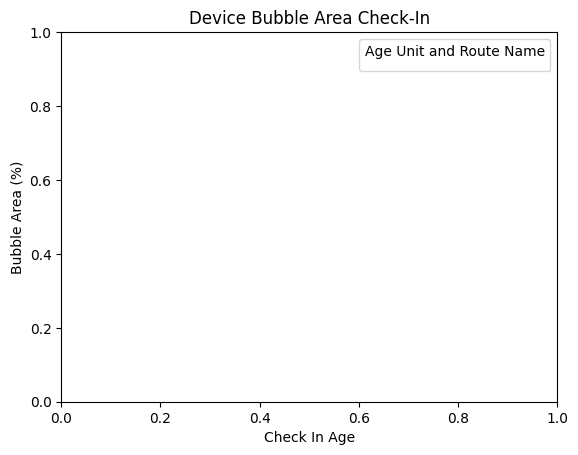 Device Bubble Area Check-In
Age Unit and Route Name
Bubble Area (%)
1.0
0.8
0.6
0.4
0.2
0.0
0.0 0.2 0.4 0.6 0.8 1.0
Check In Age